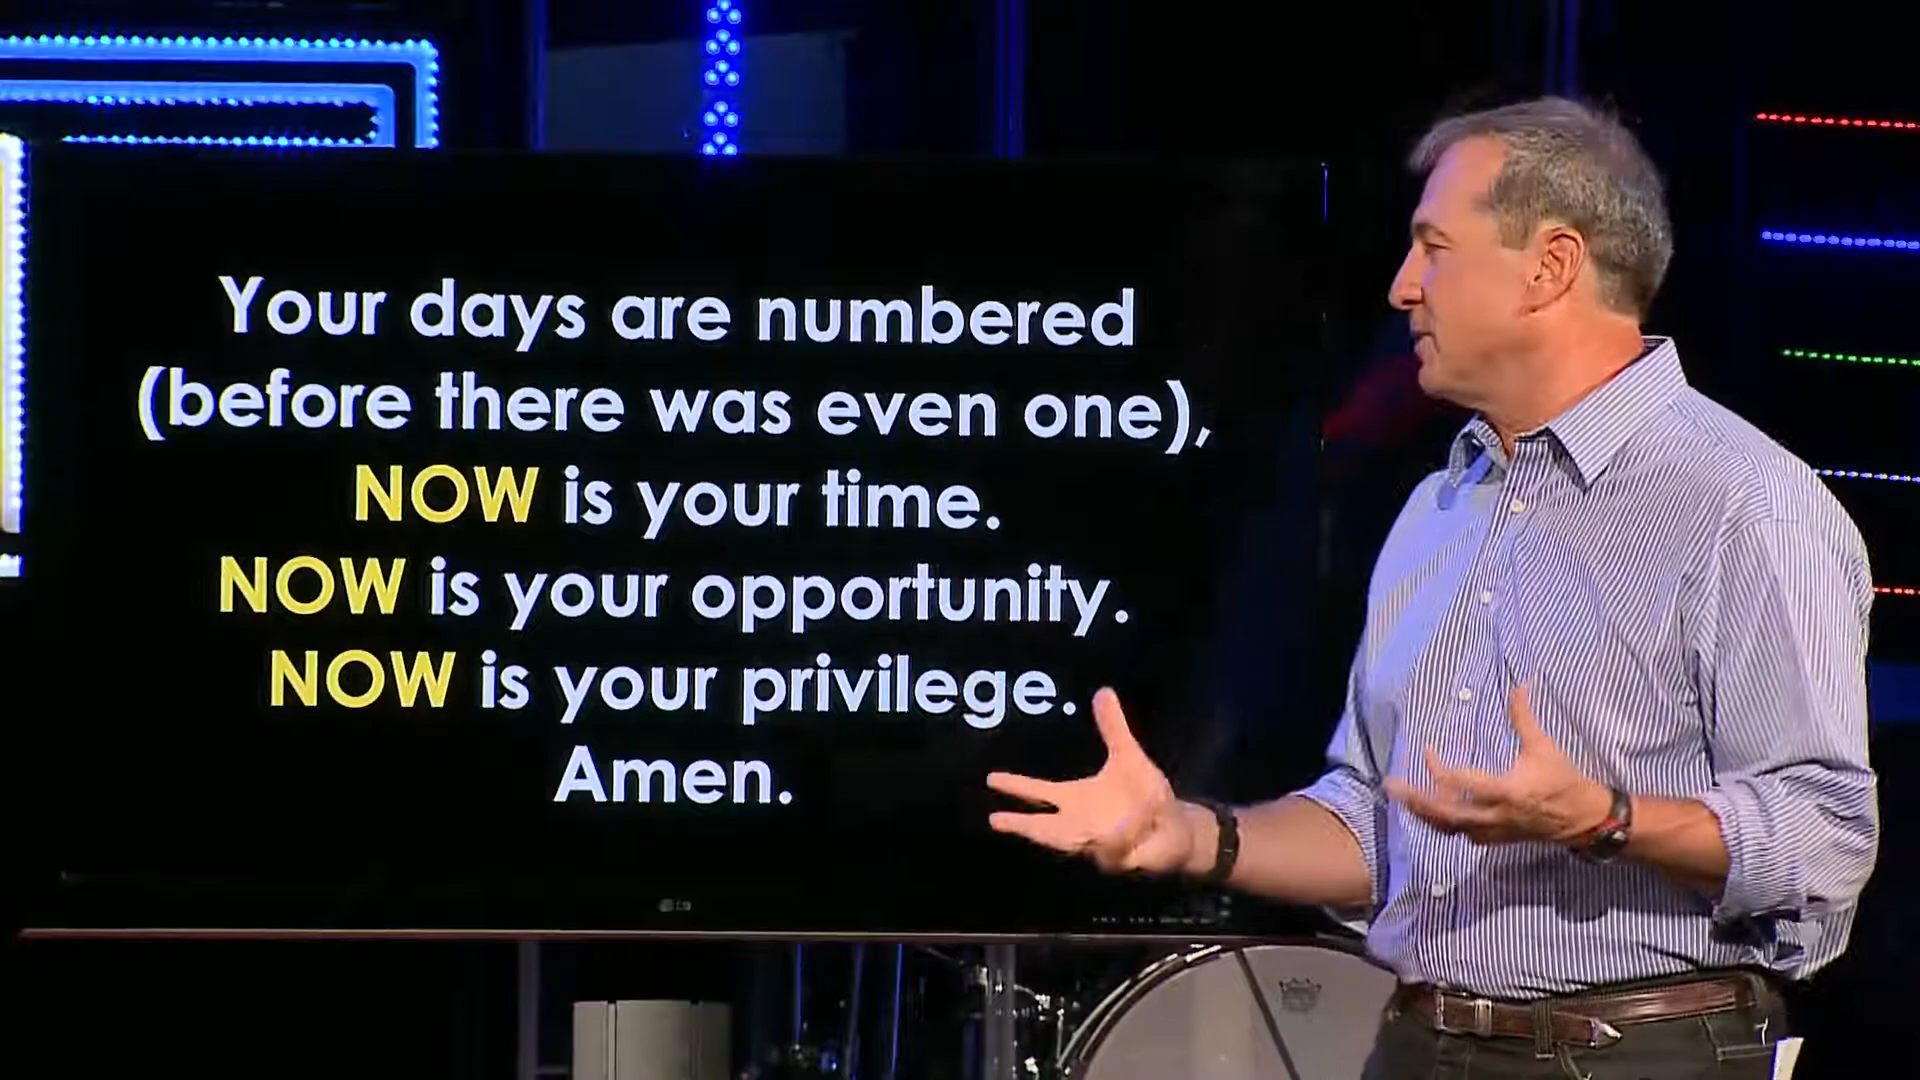 Your days are numbered
(before there was even one),
NOW is your time.
NOW is your opportunity.
NOW is your privilege.
Amen.
LG